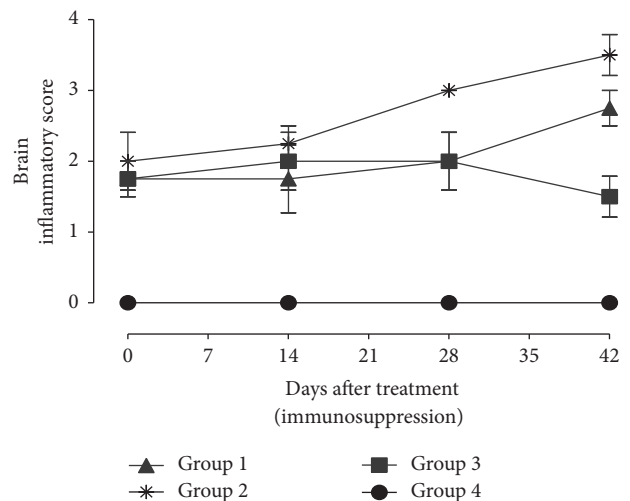 4
3
2
1
0
Brain
inflammatory score
0 7 14 21 28 35 42
Days after treatment
(immunosuppression)
Group 1
Group 2
Group 3
Group 4